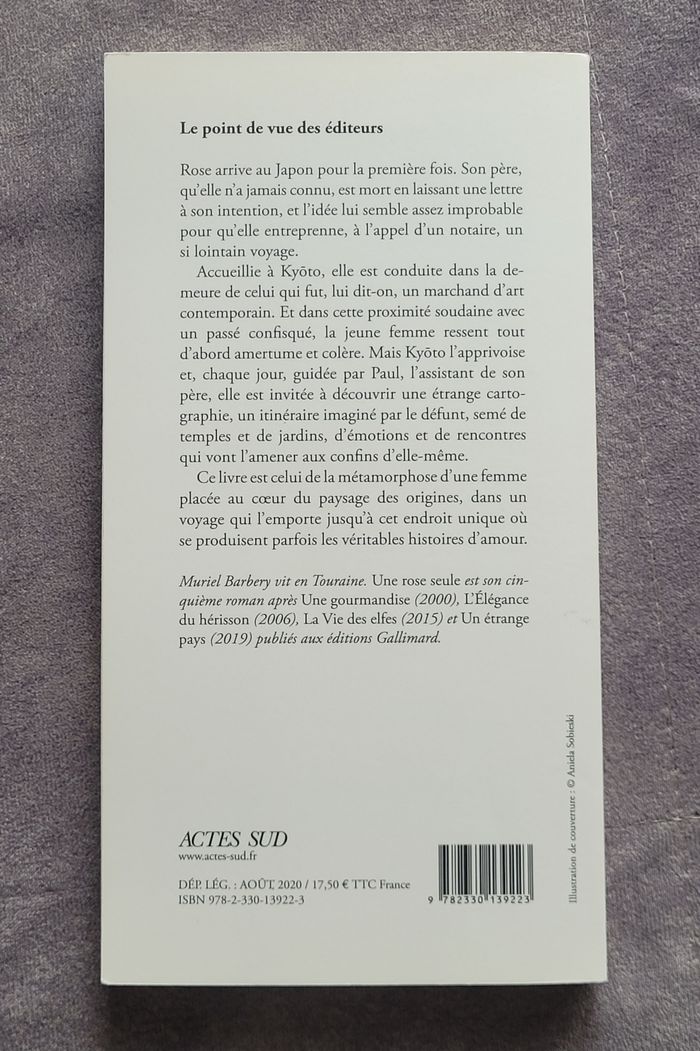 Le point de vue des éditeurs
Rose arrive au Japon pour la première fois. Son père,
qu'elle n'a jamais connu, est mort en laissant une lettre
à son intention, et l'idée lui semble assez improbable
pour qu'elle entreprenne, à l'appel d'un notaire, un
si lointain voyage.
Accueillie à Kyōto, elle est conduite dans la de-
meure de celui qui fut, lui dit-on, un marchand d'art
contemporain. Et dans cette proximité soudaine avec
un passé confisqué, la jeune femme ressent tout
d'abord amertume et colère. Mais Kyōto l'apprivoise
et, chaque jour, guidée par Paul, l'assistant de son
père, elle est invitée à découvrir une étrange carto-
graphie, un itinéraire imaginé par le défunt, semé de
temples et de jardins, d'émotions et de rencontres
qui vont l'amener aux confins d'elle-même.
Ce livre est celui de la métamorphose d'une femme
placée au cœur du paysage des origines, dans un
voyage qui l'emporte jusqu'à cet endroit unique où
se produisent parfois les véritables histoires d'amour.
Muriel Barbery vit en Touraine. Une rose seule est son cin-
quième roman après Une gourmandise (2000), L'Élégance
du hérisson (2006), La Vie des elfes (2015) et Un étrange
pays (2019) publiés aux éditions Gallimard.
ACTES SUD
www.actes-sud.fr
DÉP. LÉG. : AOÛT 2020 / 17,50 € TTC France
ISBN 978-2-330-13922-3
9 782330 139223
Illustration de couverture : © Aniela Sobieski